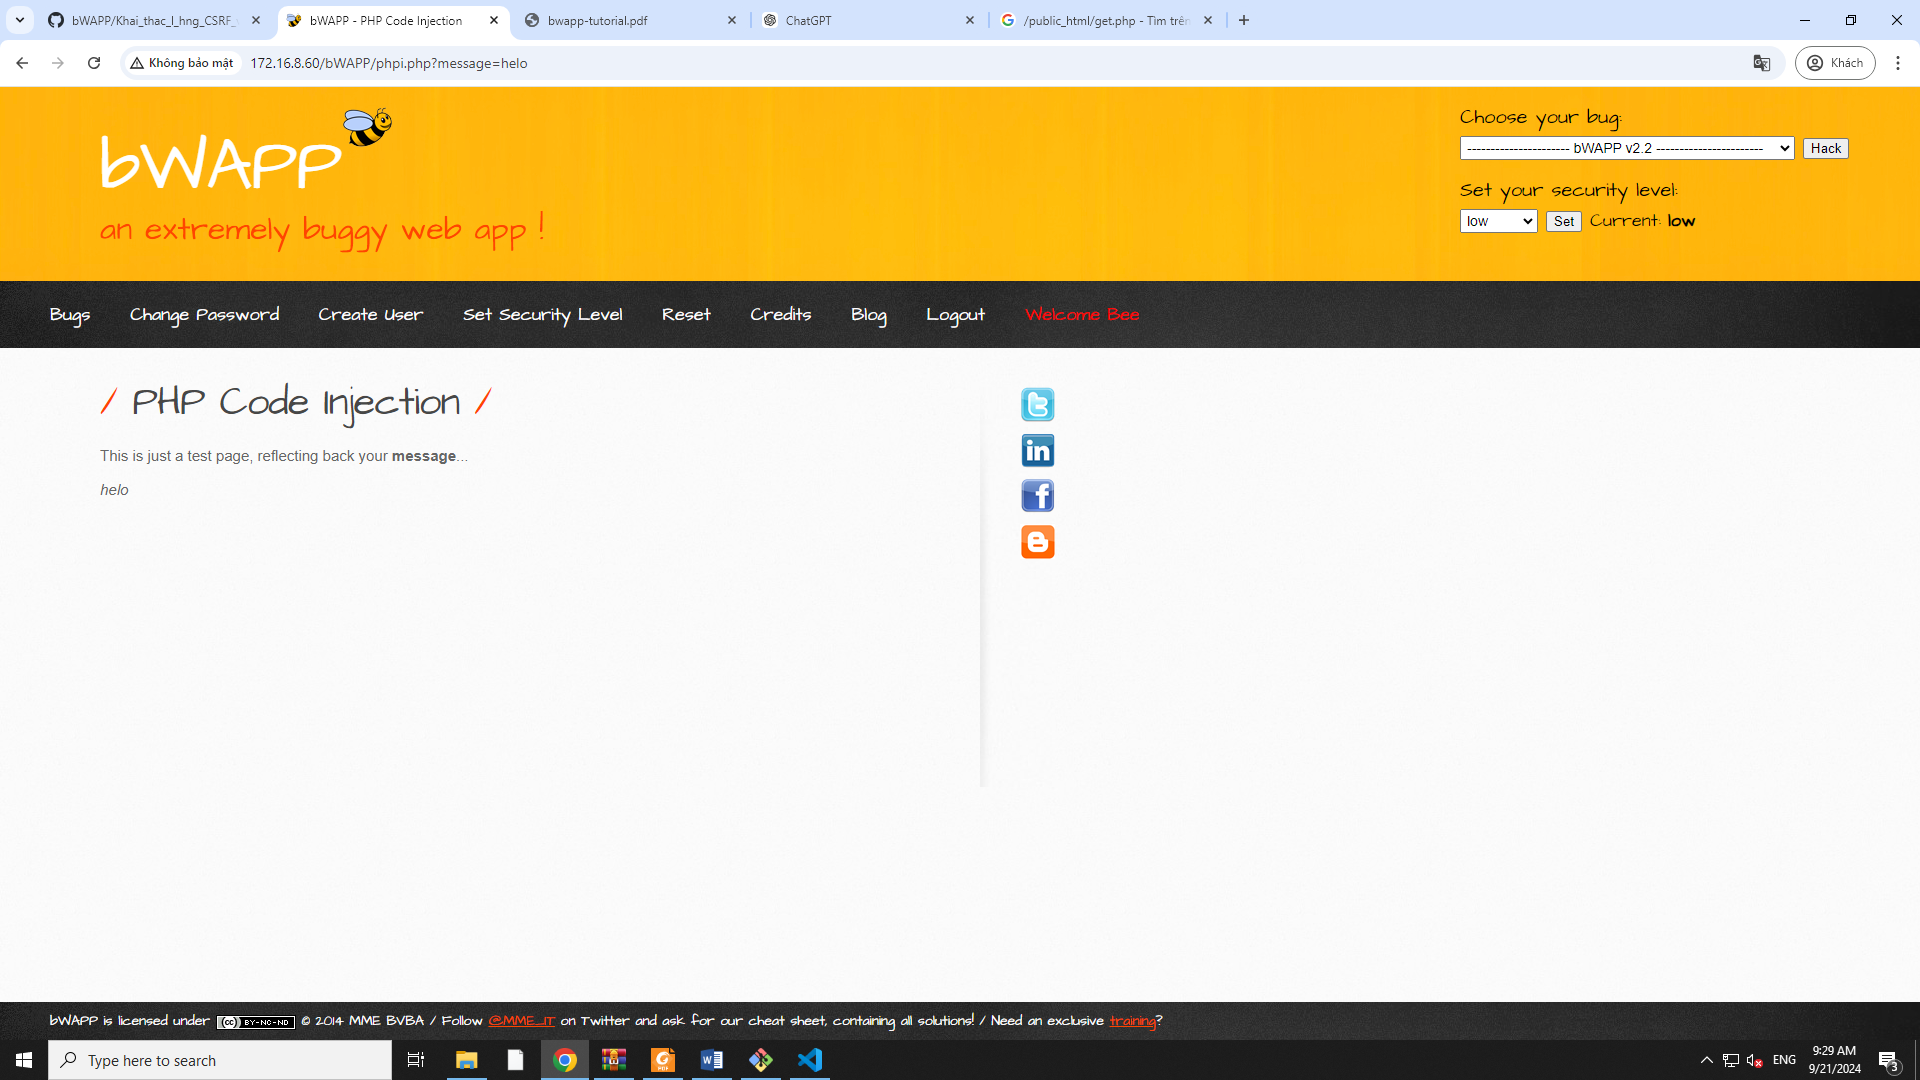 bWAPP/Khai_thac_l_hng_CSRF_
bWAPP - PHP Code Injection
bwapp-tutorial.pdf
ChatGPT
/public_html/get.php - Tìm trên
Không bảo mật
172.16.8.60/bWAPP/phpi.php?message=helo
Khách
bWAPP
an extremely buggy web app !
Choose your bug:
---------------------- bWAPP v2.2 -----------------------
Hack
Set your security level:
low
Set
Current: low
Bugs
Change Password
Create User
Set Security Level
Reset
Credits
Blog
Logout
Welcome Bee
/ PHP Code Injection /
This is just a test page, reflecting back your message...
helo
bWAPP is licensed under (cc) BY-NC-ND © 2014 MME BVBA / Follow @MME_IT on Twitter and ask for our cheat sheet, containing all solutions! / Need an exclusive training?
Type here to search
ENG
9:29 AM
9/21/2024
3